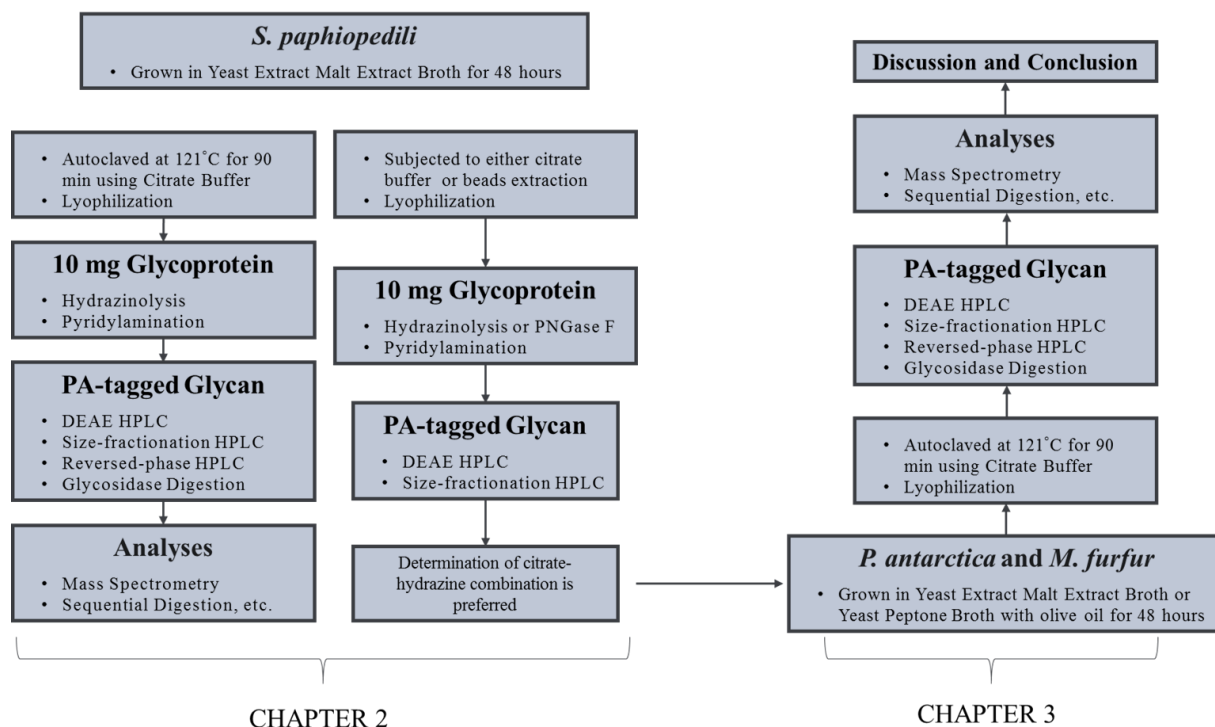 S. paphiopedili
• Grown in Yeast Extract Malt Extract Broth for 48 hours
• Autoclaved at 121°C for 90
min using Citrate Buffer
• Lyophilization
10 mg Glycoprotein
• Hydrazinolysis
• Pyridylamination
PA-tagged Glycan
• DEAE HPLC
• Size-fractionation HPLC
• Reversed-phase HPLC
• Glycosidase Digestion
Analyses
• Mass Spectrometry
• Sequential Digestion, etc.
• Subjected to either citrate
buffer or beads extraction
• Lyophilization
10 mg Glycoprotein
• Hydrazinolysis or PNGase F
• Pyridylamination
PA-tagged Glycan
• DEAE HPLC
• Size-fractionation HPLC
Determination of citrate-
hydrazine combination is
preferred
CHAPTER 2
Discussion and Conclusion
Analyses
• Mass Spectrometry
• Sequential Digestion, etc.
PA-tagged Glycan
• DEAE HPLC
• Size-fractionation HPLC
• Reversed-phase HPLC
• Glycosidase Digestion
• Autoclaved at 121°C for 90
min using Citrate Buffer
• Lyophilization
P. antarctica and M. furfur
• Grown in Yeast Extract Malt Extract Broth or
Yeast Peptone Broth with olive oil for 48 hours
CHAPTER 3